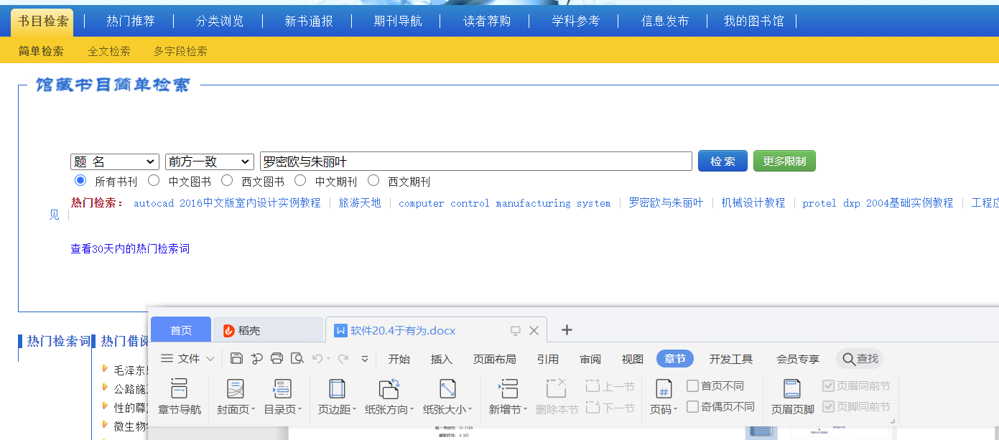 书目检索 热门推荐 分类浏览 新书通报 期刊导航 读者荐购 学科参考 信息发布 我的图书馆
简单检索 全文检索 多字段检索
馆藏书目简单检索
题 名 前方一致 罗密欧与朱丽叶 检 索 更多限制
所有书刊 中文图书 西文图书 中文期刊 西文期刊
热门检索： autocad 2016中文版室内设计实例教程 旅游天地 computer control manufacturing system 罗密欧与朱丽叶 机械设计教程 protel dxp 2004基础实例教程 工程应
见
查看30天内的热门检索词
热门检索词 热门借阅
首页 稻壳 软件20.4于有为.docx
文件 开始 插入 页面布局 引用 审阅 视图 章节 开发工具 会员专享 查找
毛泽东
公路施
性的尊
微生物
章节导航 封面页 目录页 页边距 纸张方向 纸张大小 新增节 删除本节 上一节 下一节 页码 首页不同 奇偶页不同 页眉页脚 页眉同前节 页脚同前节
统一书刊号: 31-1129
邮发代号: 4-305